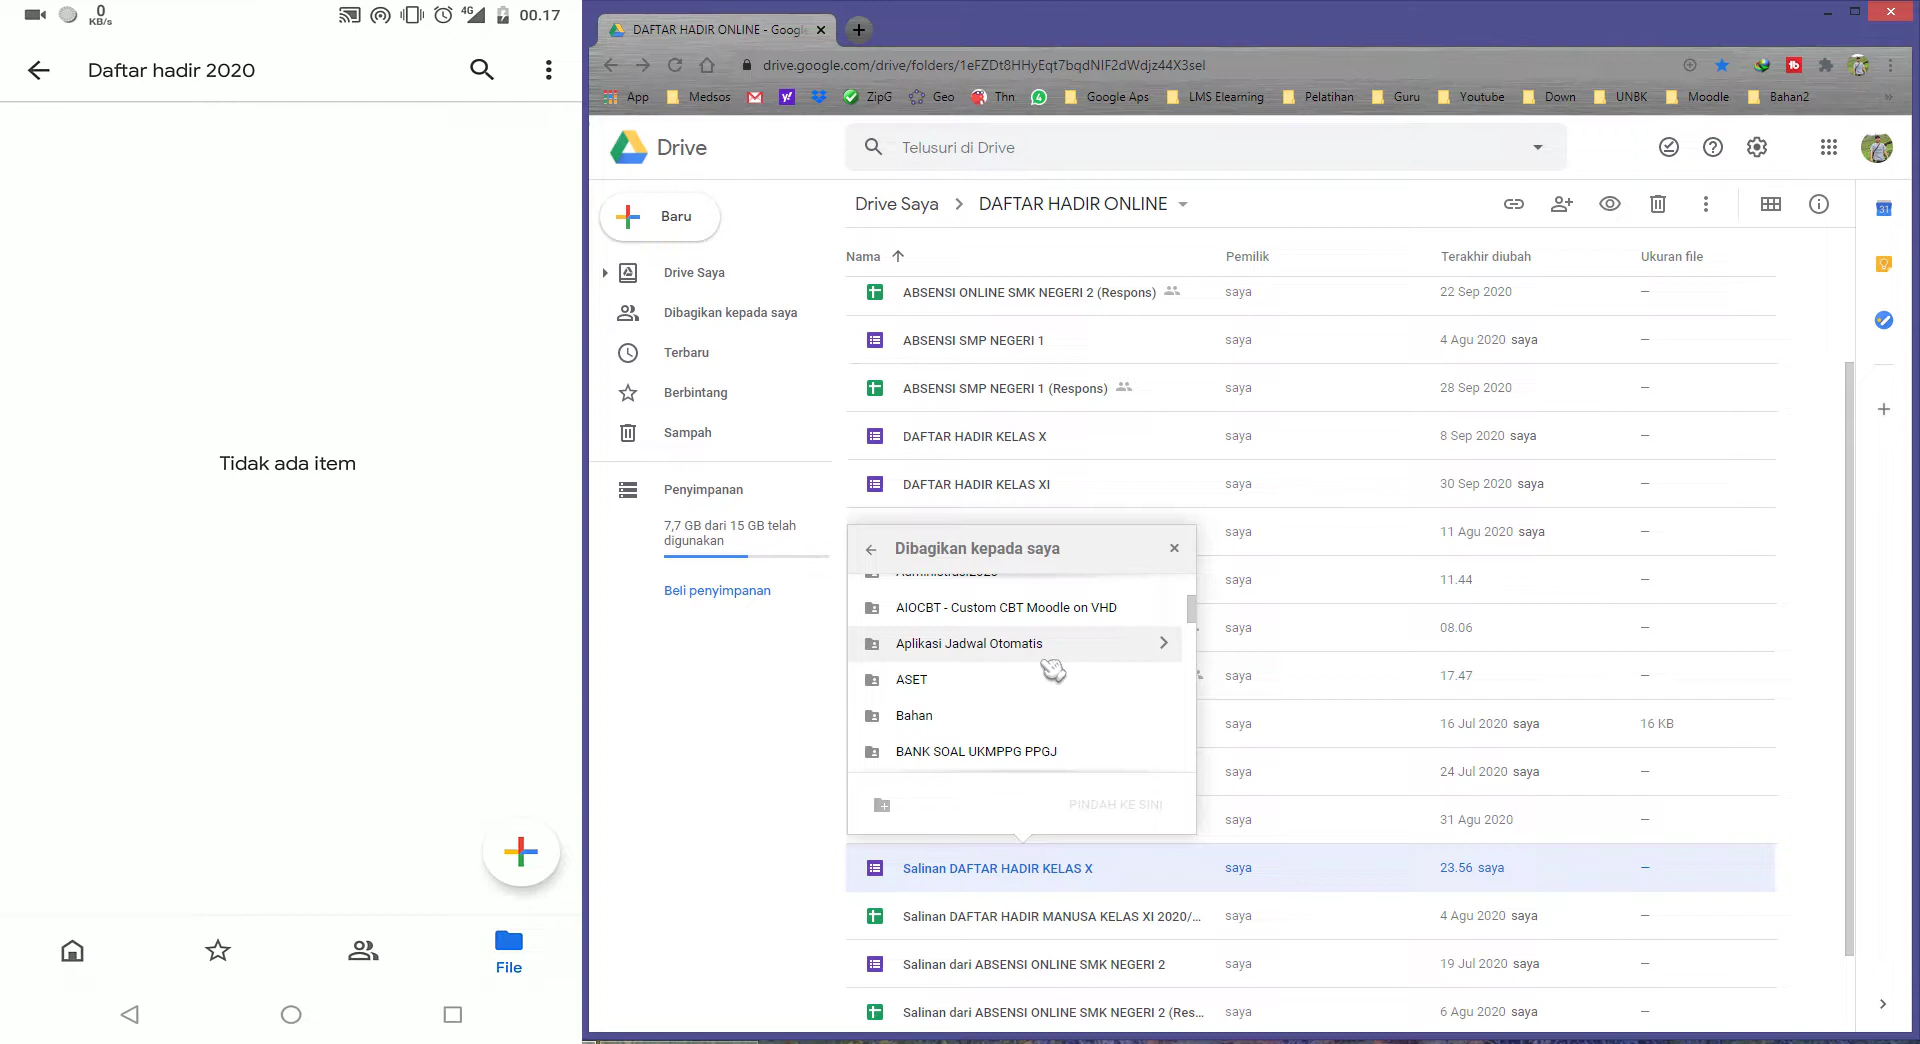 0
KB/s
4G
00.17
Daftar hadir 2020
Tidak ada item
File
DAFTAR HADIR ONLINE - Googl
drive.google.com/drive/folders/1eFZDt8HHyEqt7bqdNIF2dWdjz44X3sel
App
Medsos
ZipG
Geo
Thn
4
Google Aps
LMS Elearning
Pelatihan
Guru
Youtube
Down
UNBK
Moodle
Bahan2
Drive
Telusuri di Drive
Baru
Drive Saya
Dibagikan kepada saya
Terbaru
Berbintang
Sampah
Penyimpanan
7,7 GB dari 15 GB telah
digunakan
Beli penyimpanan
Drive Saya > DAFTAR HADIR ONLINE
31
Nama Pemilik Terakhir diubah Ukuran file
ABSENSI ONLINE SMK NEGERI 2 (Respons) saya 22 Sep 2020 —
ABSENSI SMP NEGERI 1 saya 4 Agu 2020 saya —
ABSENSI SMP NEGERI 1 (Respons) saya 28 Sep 2020 —
DAFTAR HADIR KELAS X saya 8 Sep 2020 saya —
DAFTAR HADIR KELAS XI saya 30 Sep 2020 saya —
saya 11 Agu 2020 saya —
saya 11.44 —
saya 08.06 —
saya 17.47 —
saya 16 Jul 2020 saya 16 KB
saya 24 Jul 2020 saya —
saya 31 Agu 2020 —
Dibagikan kepada saya
Administrasi2020
AIOCBT - Custom CBT Moodle on VHD
Aplikasi Jadwal Otomatis
ASET
Bahan
BANK SOAL UKMPPG PPGJ
PINDAH KE SINI
Salinan DAFTAR HADIR KELAS X saya 23.56 saya —
Salinan DAFTAR HADIR MANUSA KELAS XI 2020/... saya 4 Agu 2020 saya —
Salinan dari ABSENSI ONLINE SMK NEGERI 2 saya 19 Jul 2020 saya —
Salinan dari ABSENSI ONLINE SMK NEGERI 2 (Res... saya 6 Agu 2020 saya —